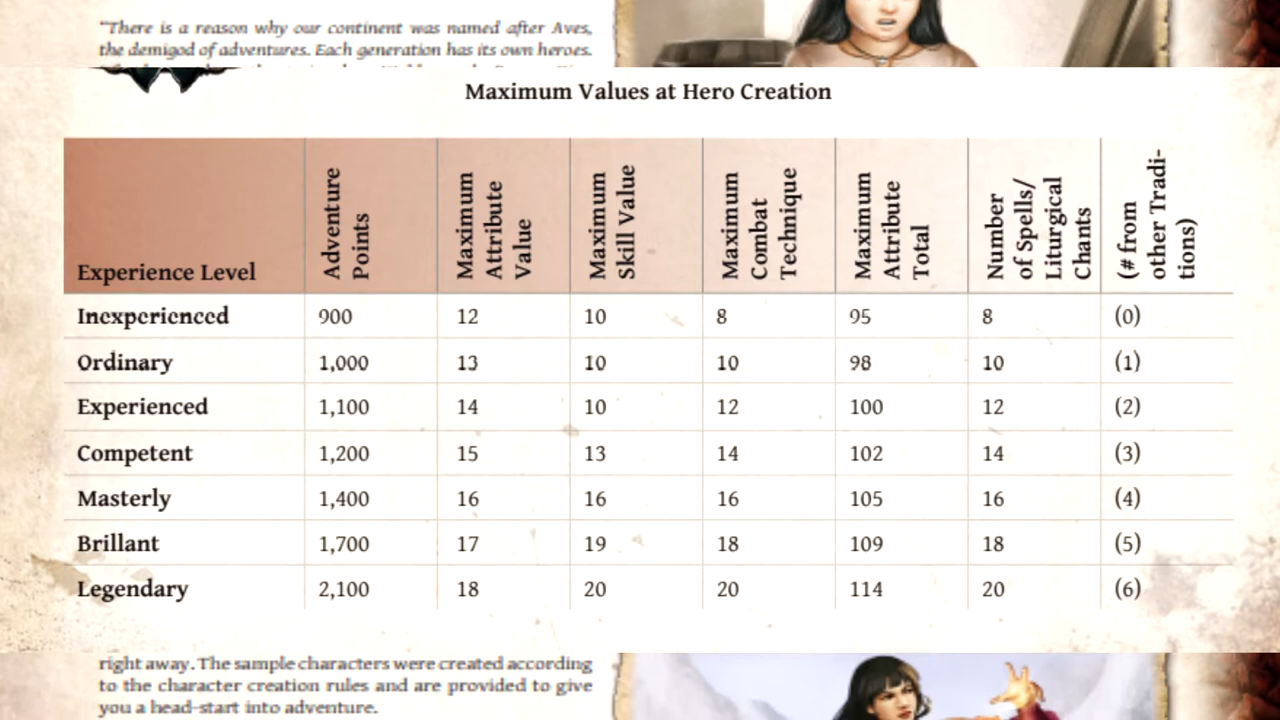 "There is a reason why our continent was named after Aves,
the demigod of adventures. Each generation has its own heroes.
Maximum Values at Hero Creation
Experience Level | Adventure Points | Maximum Attribute Value | Maximum Skill Value | Maximum Combat Technique | Maximum Attribute Total | Number of Spells/ Liturgical Chants | (# from other Tradi- tions)
Inexperienced 900 12 10 8 95 8 (0)
Ordinary 1,000 13 10 10 98 10 (1)
Experienced 1,100 14 10 12 100 12 (2)
Competent 1,200 15 13 14 102 14 (3)
Masterly 1,400 16 16 16 105 16 (4)
Brillant 1,700 17 19 18 109 18 (5)
Legendary 2,100 18 20 20 114 20 (6)
right away. The sample characters were created according
to the character creation rules and are provided to give
you a head-start into adventure.